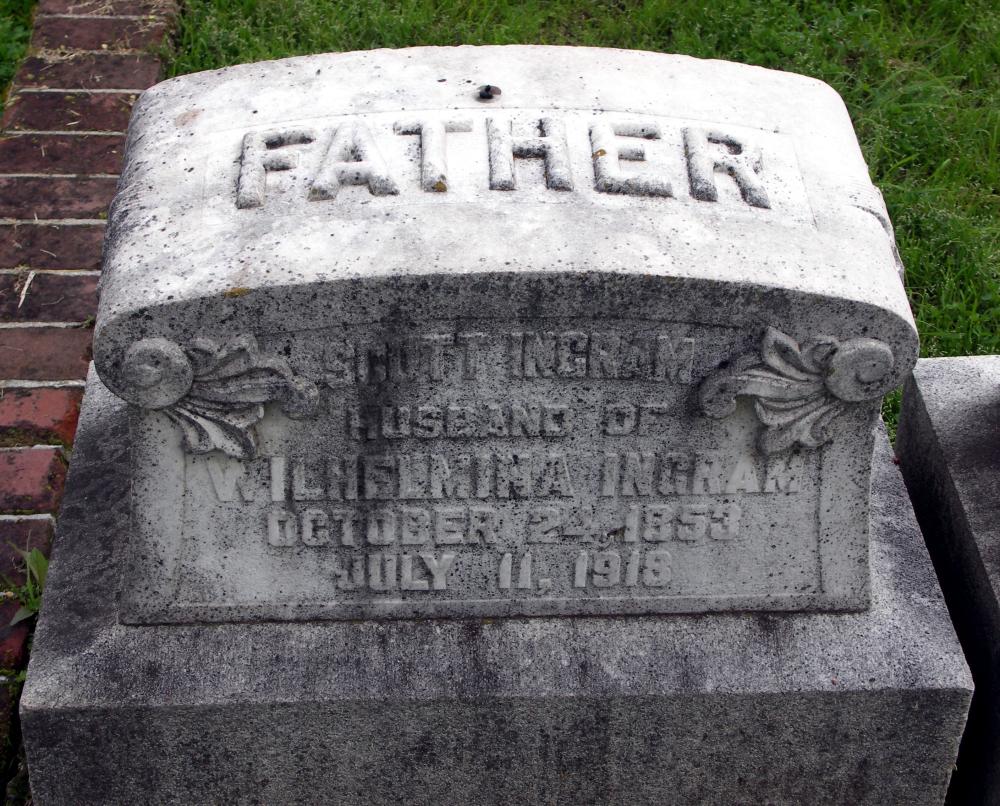 FATHER
SCOTT INGRAM
HUSBAND OF
WILHELMINA INGRAM
OCTOBER 24, 1853
JULY 11, 1918